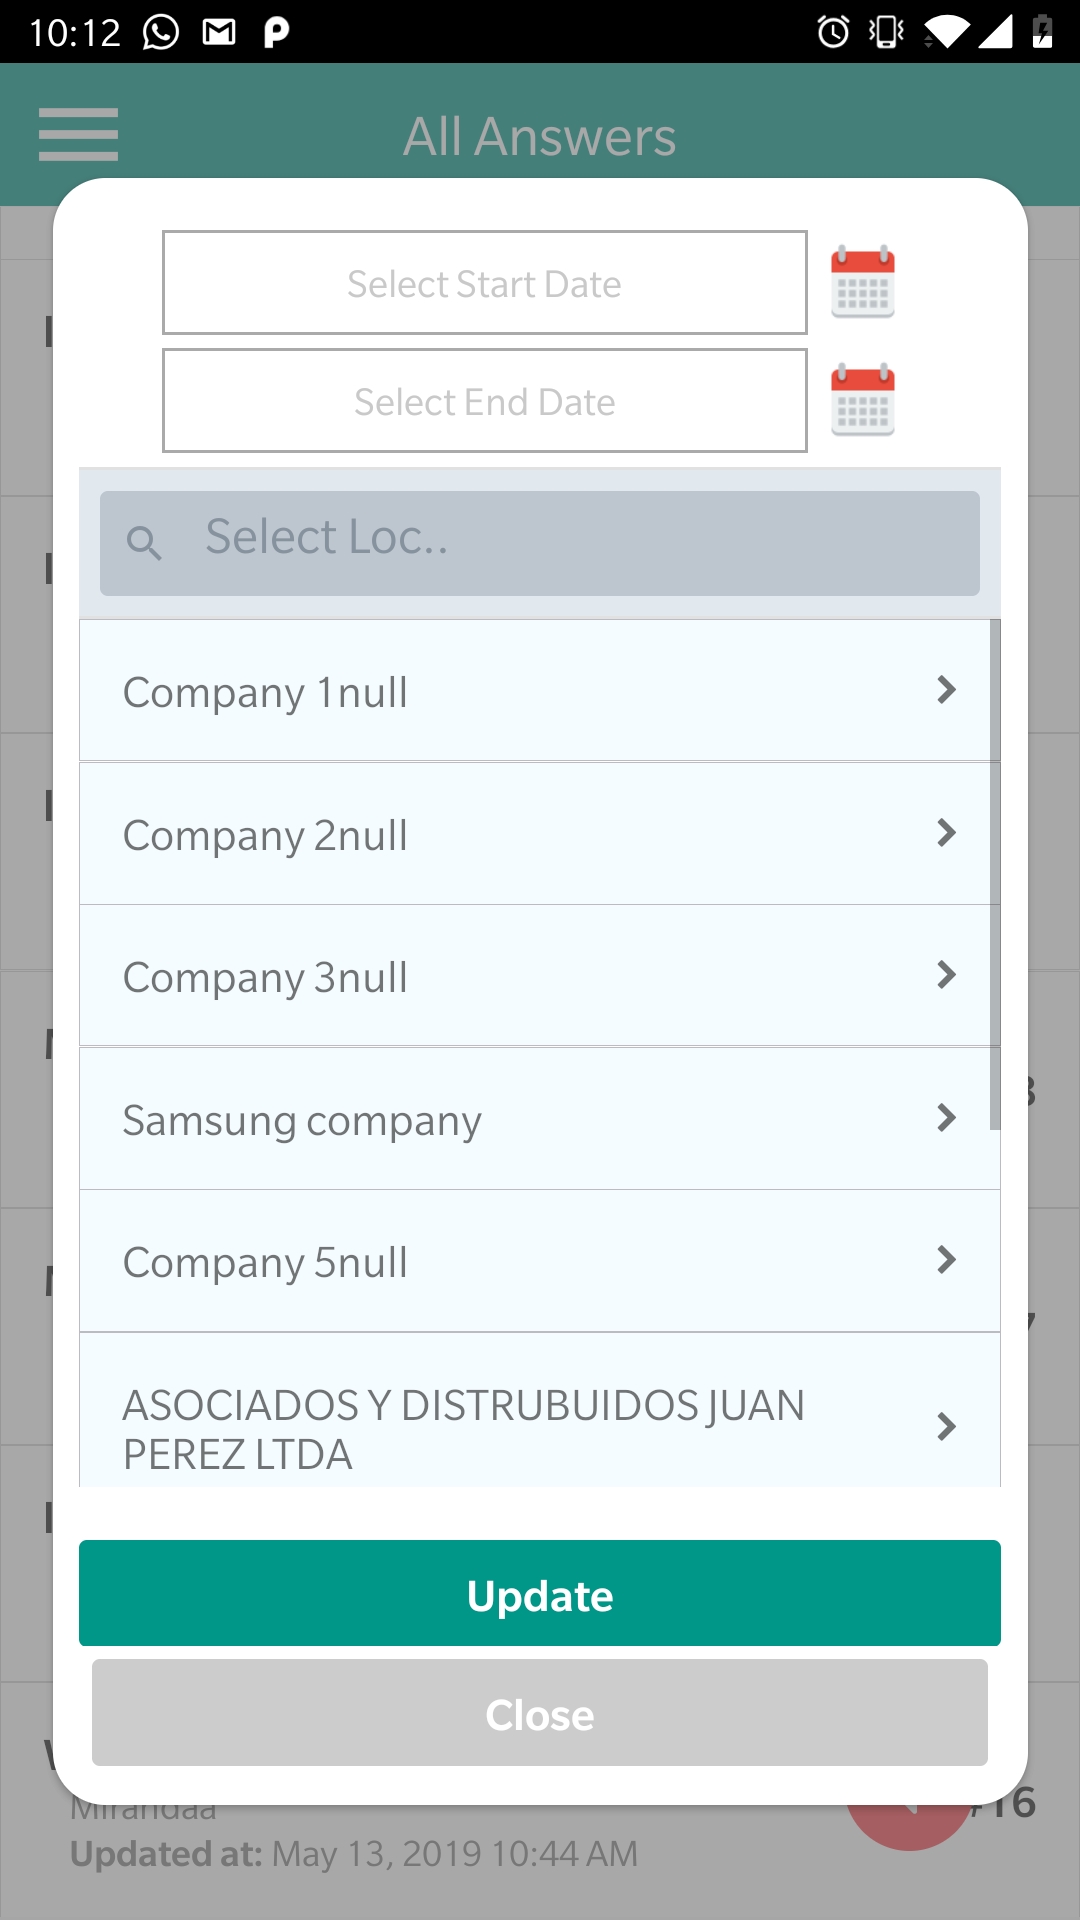 10:12
All Answers
Select Start Date
Select End Date
Select Loc..
Company 1null
Company 2null
Company 3null
Samsung company
Company 5null
ASOCIADOS Y DISTRUBUIDOS JUAN
PEREZ LTDA
Update
Close
Mirandaa
#16
Updated at: May 13, 2019 10:44 AM